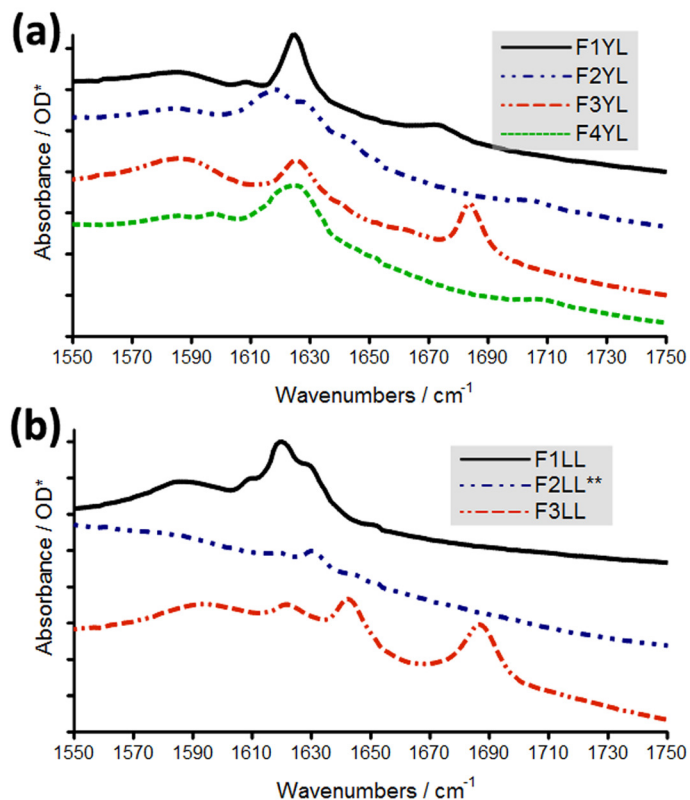 (a)
F1YL
F2YL
F3YL
F4YL
Absorbance / OD*
1550 1570 1590 1610 1630 1650 1670 1690 1710 1730 1750
Wavenumbers / cm⁻¹
(b)
F1LL
F2LL**
F3LL
Absorbance / OD*
1550 1570 1590 1610 1630 1650 1670 1690 1710 1730 1750
Wavenumbers / cm⁻¹